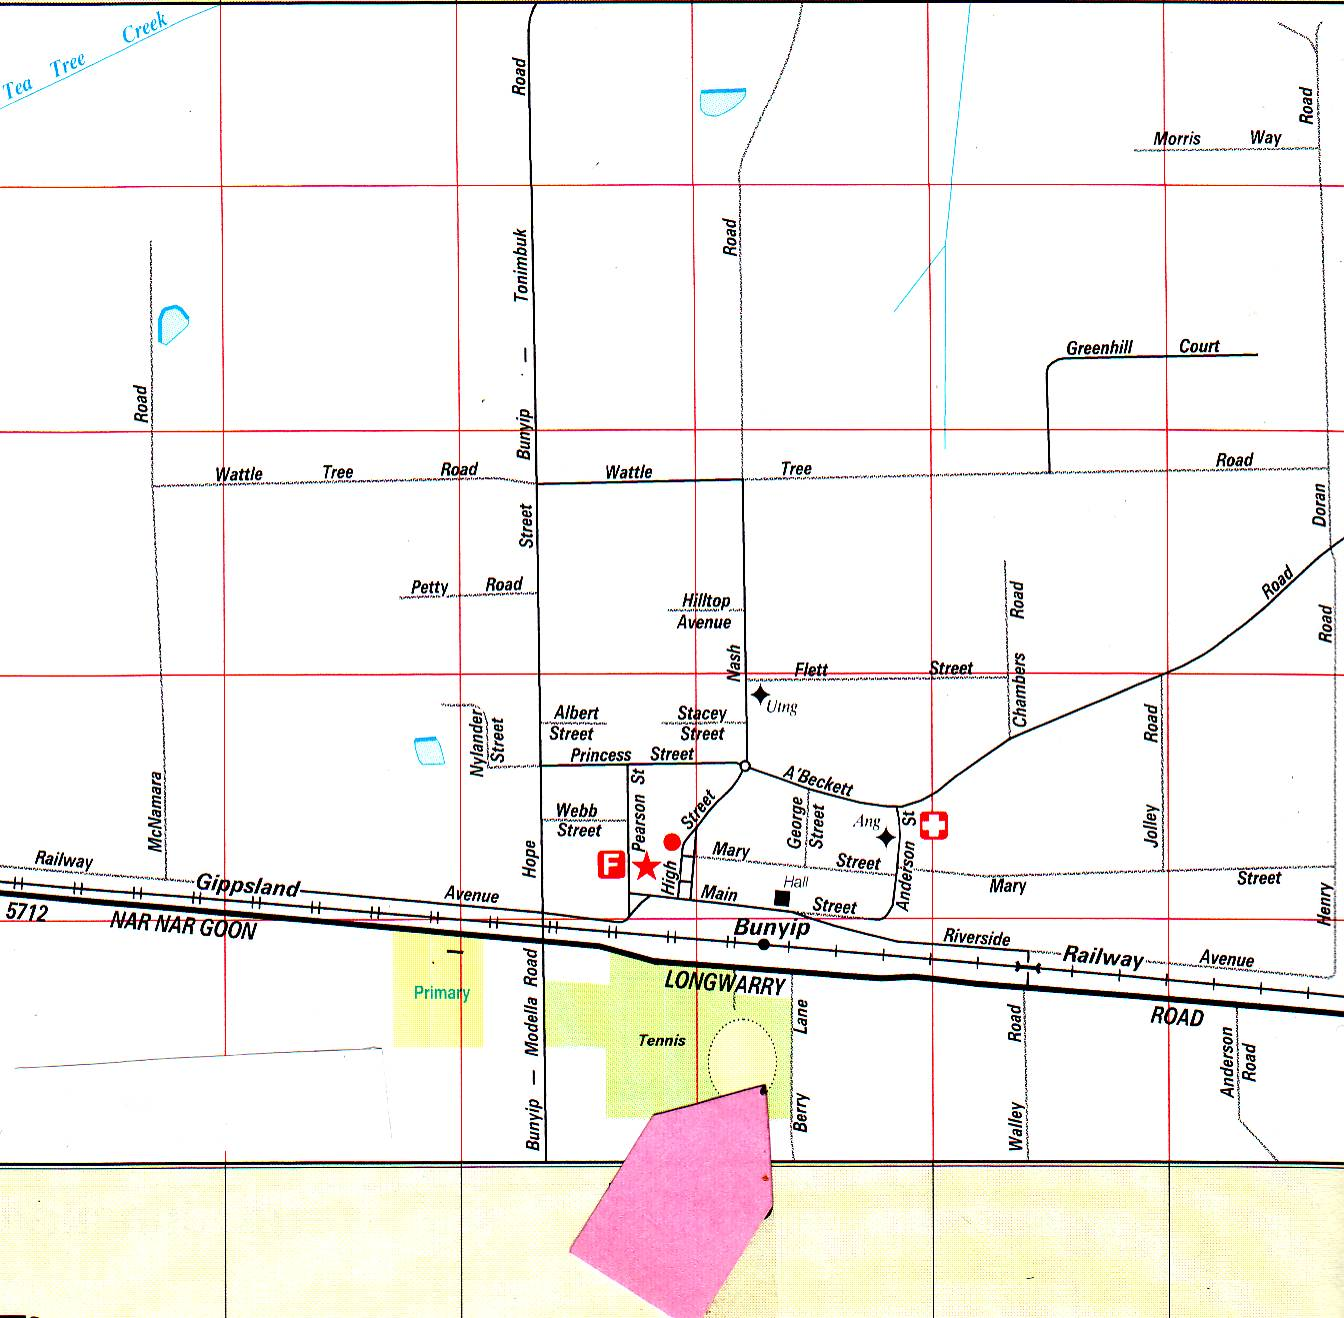 Tea Tree Creek
Road
Road
Morris Way
Road
Tonimbuk
—
Bunyip
Greenhill Court
Road
Wattle Tree Road
Wattle Tree Road
Street
Doran
Petty Road
Hilltop
Avenue
Road
Road
Road
Nash
Flett Street
Chambers
Uting
Albert
Street
Stacey
Street
Nylander
Street
Princess Street
A'Beckett
Road
Jolley
McNamara
Pearson St
Street
High
Webb
Street
George
Street
Ang
Anderson St
F
Mary Street
Mary Street
Hope
Railway Avenue
Gippsland
Hall
Main Street
Henry
5712
NAR NAR GOON
Bunyip
Riverside Avenue
Railway
LONGWARRY
ROAD
Primary
Bunyip — Modella Road
Tennis
Berry Lane
Walley Road
Anderson
Road